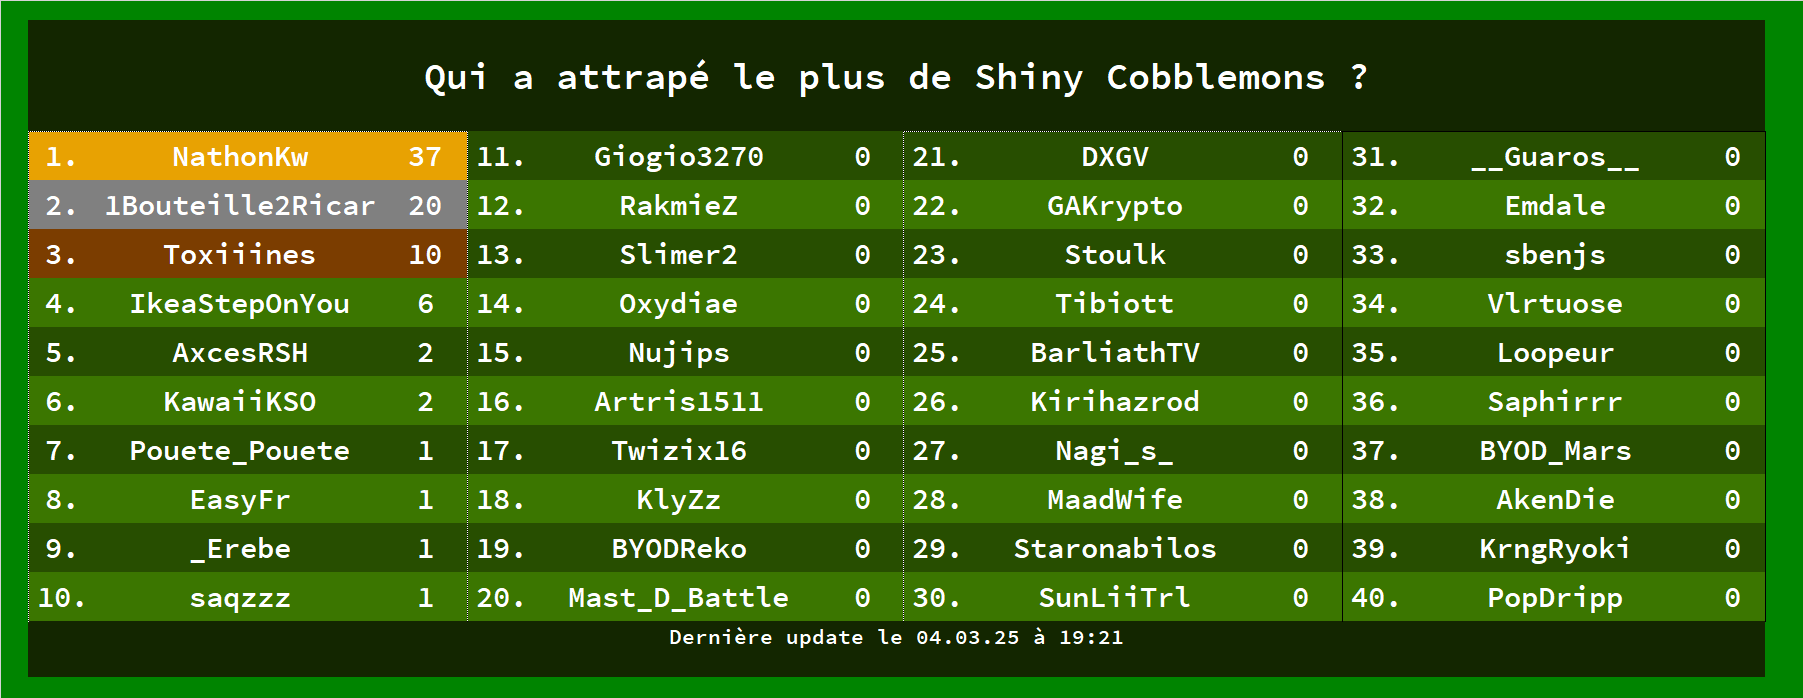 Qui a attrapé le plus de Shiny Cobblemons ?
1. NathonKw 37
2. 1Bouteille2Ricar 20
3. Toxiiines 10
4. IkeaStepOnYou 6
5. AxcesRSH 2
6. KawaiiKSO 2
7. Pouete_Pouete 1
8. EasyFr 1
9. _Erebe 1
10. saqzzz 1
11. Giogio3270 0
12. RakmieZ 0
13. Slimer2 0
14. Oxydiae 0
15. Nujips 0
16. Artris1511 0
17. Twizix16 0
18. KlyZz 0
19. BYODReko 0
20. Mast_D_Battle 0
21. DXGV 0
22. GAKrypto 0
23. Stoulk 0
24. Tibiott 0
25. BarliathTV 0
26. Kirihazrod 0
27. Nagi_s_ 0
28. MaadWife 0
29. Staronabilos 0
30. SunLiiTrl 0
31. __Guaros__ 0
32. Emdale 0
33. sbenjs 0
34. Vlrtuose 0
35. Loopeur 0
36. Saphirrr 0
37. BYOD_Mars 0
38. AkenDie 0
39. KrngRyoki 0
40. PopDripp 0
Dernière update le 04.03.25 à 19:21